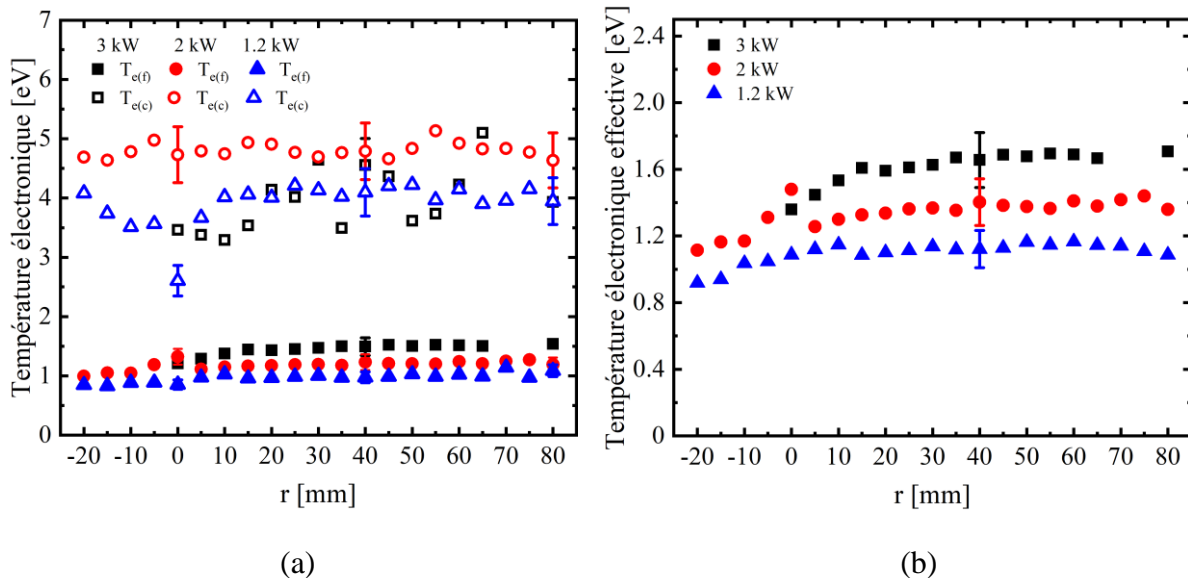 Température électronique [eV]
7
6
5
4
3
2
1
0
3 kW 2 kW 1.2 kW
Te(f) Te(f) Te(f)
Te(c) Te(c) Te(c)
-20 -10 0 10 20 30 40 50 60 70 80
r [mm]
(a)
Température électronique effective [eV]
2.4
2.0
1.6
1.2
0.8
0.4
0
3 kW
2 kW
1.2 kW
-20 -10 0 10 20 30 40 50 60 70 80
r [mm]
(b)